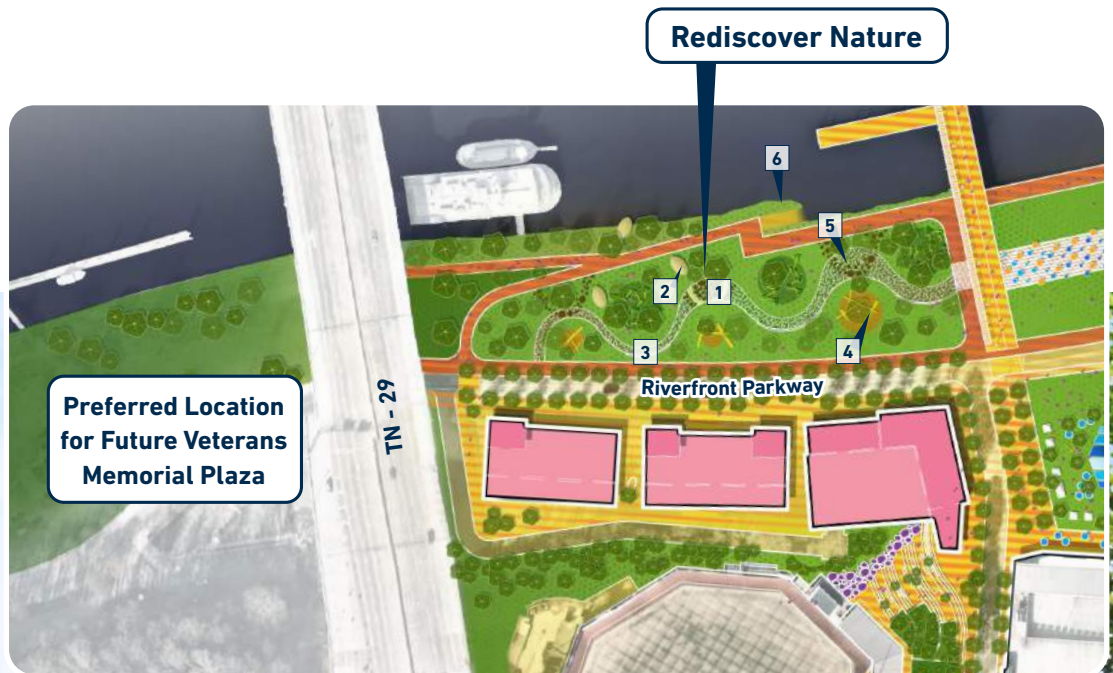 Rediscover Nature
6
5
2
1
3
4
Riverfront Parkway
TN - 29
Preferred Location
for Future Veterans
Memorial Plaza